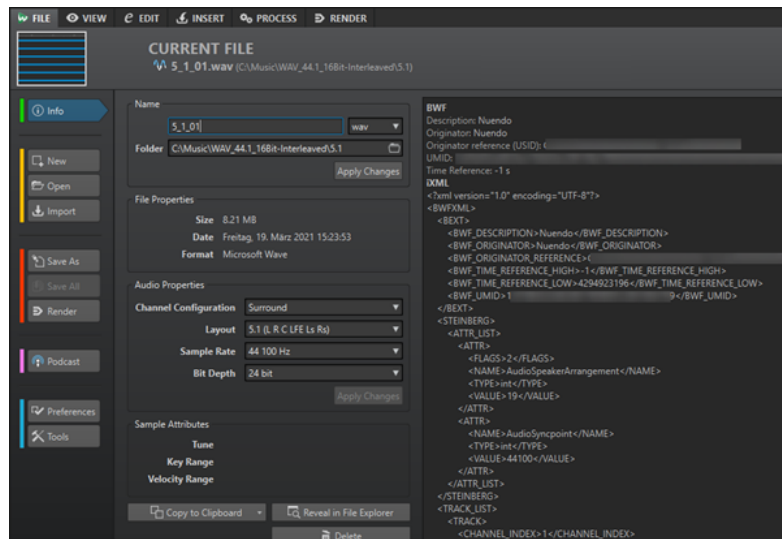 FILE VIEW EDIT INSERT PROCESS RENDER
CURRENT FILE
5_1_01.wav (C:\Music\WAV_44.1_16Bit-Interleaved\5.1)
Info
New
Open
Import
Save As
Save All
Render
Podcast
Preferences
Tools
Name
5_1_01 wav
Folder C:\Music\WAV_44.1_16Bit-Interleaved\5.1
Apply Changes
File Properties
Size 8.21 MB
Date Freitag, 19. März 2021 15:23:53
Format Microsoft Wave
Audio Properties
Channel Configuration Surround
Layout 5.1 (L R C LFE Ls Rs)
Sample Rate 44 100 Hz
Bit Depth 24 bit
Apply Changes
Sample Attributes
Tune
Key Range
Velocity Range
Copy to Clipboard Reveal in File Explorer
Delete
BWF
Description: Nuendo
Originator: Nuendo
Originator reference (USID): (
UMID:
Time Reference: -1 s
iXML
<?xml version="1.0" encoding="UTF-8"?>
<BWFXML>
<BEXT>
<BWF_DESCRIPTION>Nuendo</BWF_DESCRIPTION>
<BWF_ORIGINATOR>Nuendo</BWF_ORIGINATOR>
<BWF_ORIGINATOR_REFERENCE>(
<BWF_TIME_REFERENCE_HIGH>-1</BWF_TIME_REFERENCE_HIGH>
<BWF_TIME_REFERENCE_LOW>4294923196</BWF_TIME_REFERENCE_LOW>
<BWF_UMID>1 9</BWF_UMID>
</BEXT>
<STEINBERG>
<ATTR_LIST>
<ATTR>
<FLAGS>2</FLAGS>
<NAME>AudioSpeakerArrangement</NAME>
<TYPE>int</TYPE>
<VALUE>19</VALUE>
</ATTR>
<ATTR>
<NAME>AudioSyncpoint</NAME>
<TYPE>int</TYPE>
<VALUE>44100</VALUE>
</ATTR>
</ATTR_LIST>
</STEINBERG>
<TRACK_LIST>
<TRACK>
<CHANNEL_INDEX>1</CHANNEL_INDEX>